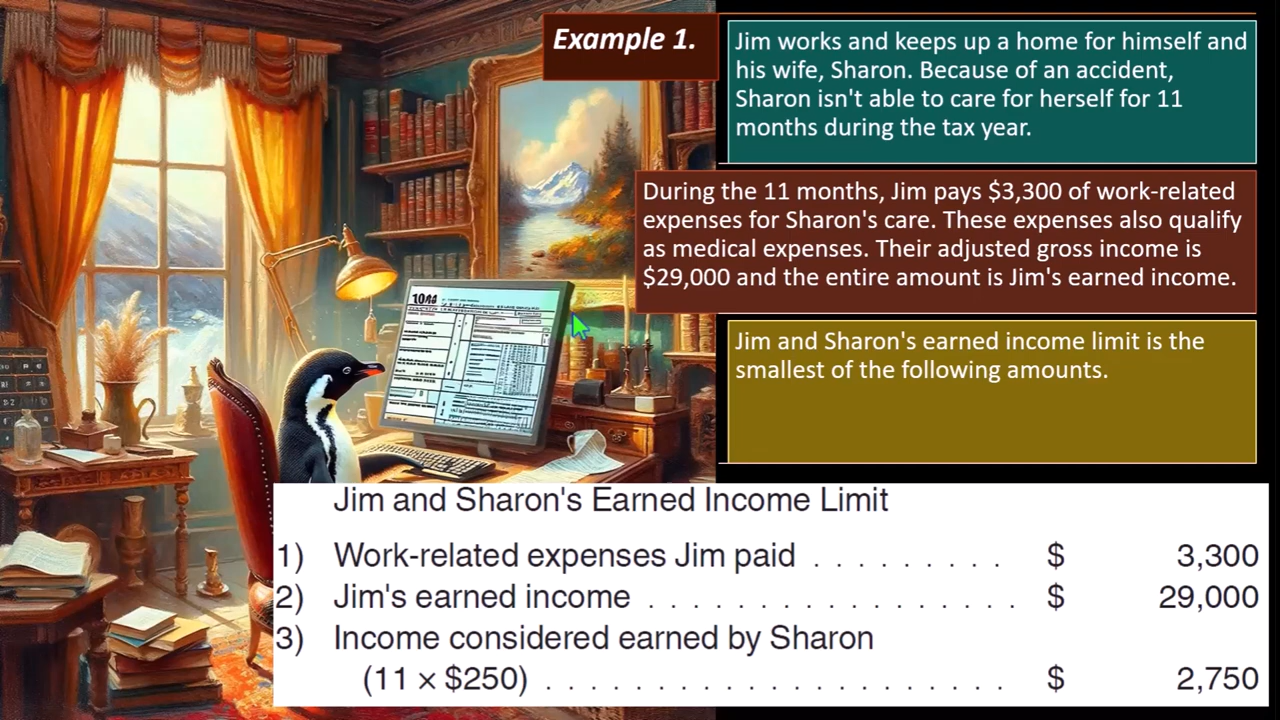 Example 1.
Jim works and keeps up a home for himself and
his wife, Sharon. Because of an accident,
Sharon isn't able to care for herself for 11
months during the tax year.
During the 11 months, Jim pays $3,300 of work-related
expenses for Sharon's care. These expenses also qualify
as medical expenses. Their adjusted gross income is
$29,000 and the entire amount is Jim's earned income.
Jim and Sharon's earned income limit is the
smallest of the following amounts.
Jim and Sharon's Earned Income Limit
1) Work-related expenses Jim paid . . . . . . . . . $ 3,300
2) Jim's earned income . . . . . . . . . . . . . . . . . $ 29,000
3) Income considered earned by Sharon
(11 × $250) . . . . . . . . . . . . . . . . . . . . . . $ 2,750